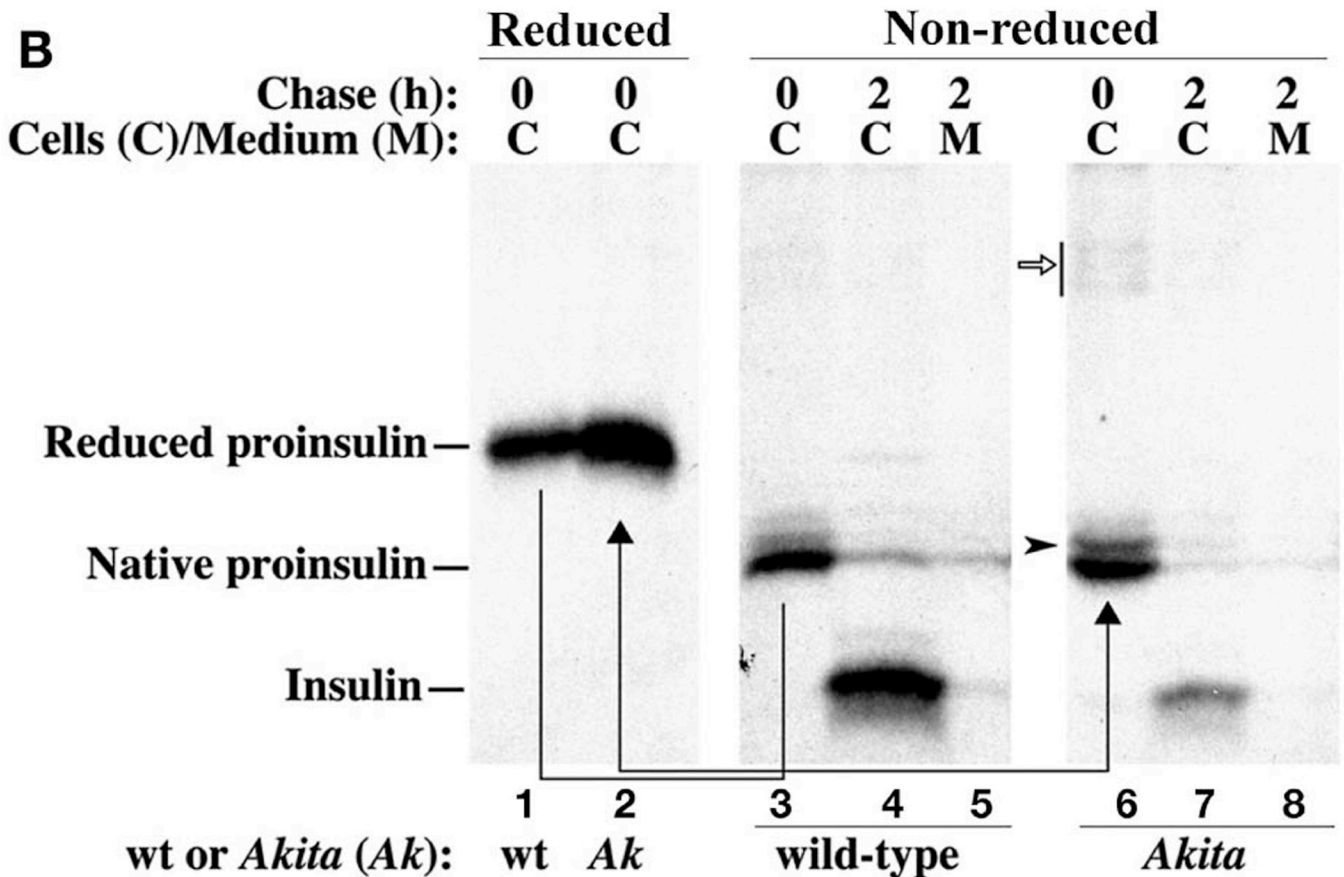 B
Reduced Non-reduced
Chase (h): 0 0 0 2 2 0 2 2
Cells (C)/Medium (M): C C C C M C C M
Reduced proinsulin
Native proinsulin
Insulin
1 2 3 4 5 6 7 8
wt or Akita (Ak): wt Ak wild-type Akita